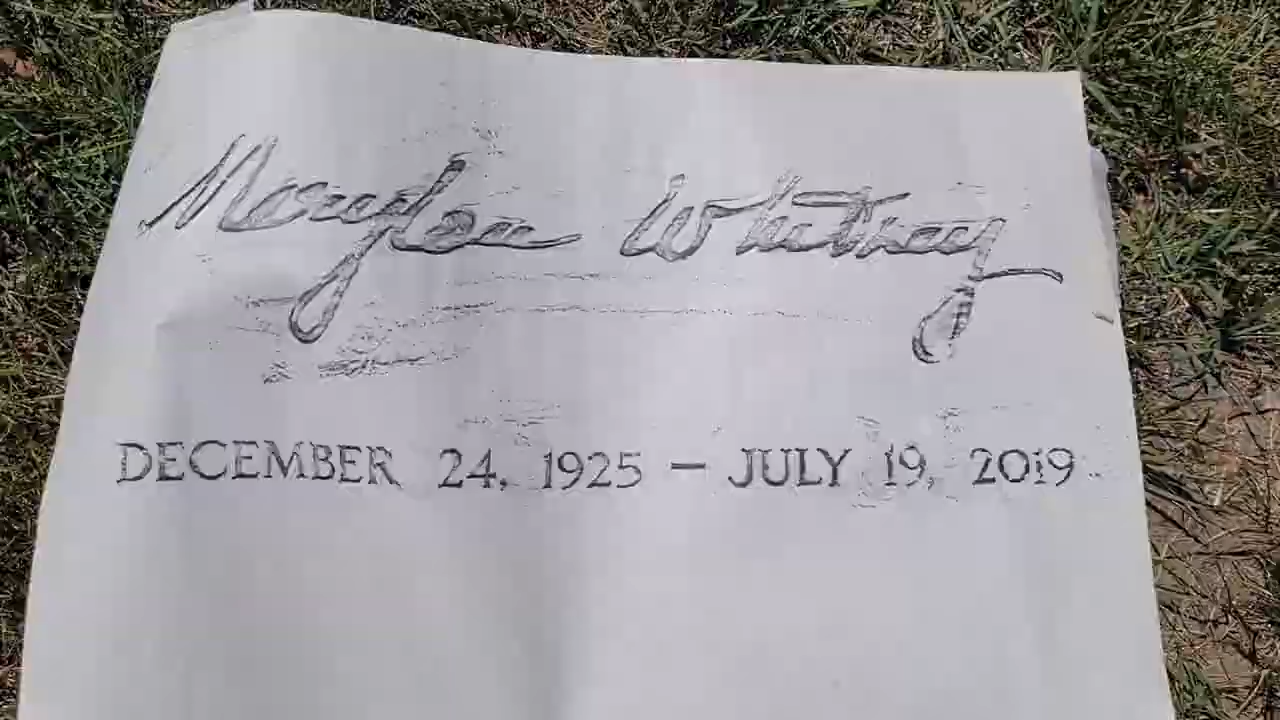 Marylou Whitney
DECEMBER 24, 1925 – JULY 19, 2019